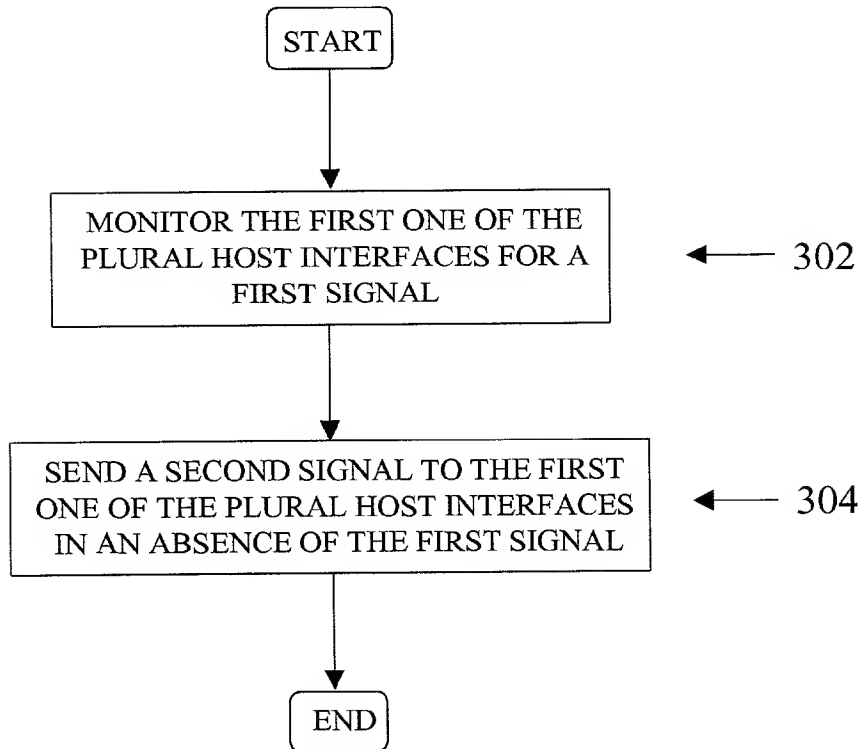 START
MONITOR THE FIRST ONE OF THE
PLURAL HOST INTERFACES FOR A
FIRST SIGNAL
302
SEND A SECOND SIGNAL TO THE FIRST
ONE OF THE PLURAL HOST INTERFACES
IN AN ABSENCE OF THE FIRST SIGNAL
304
END